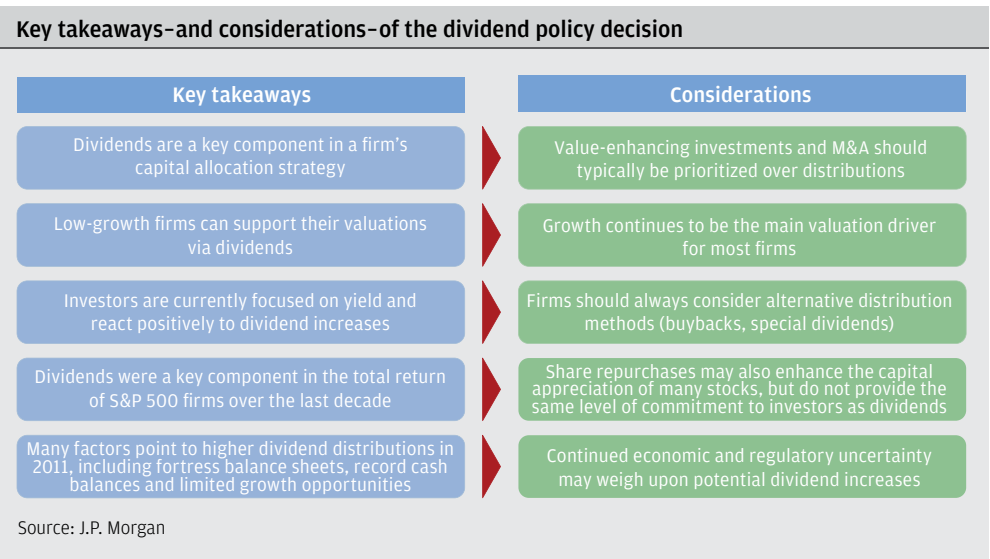 Key takeaways–and considerations–of the dividend policy decision
Key takeaways
Considerations
Dividends are a key component in a firm's
capital allocation strategy
Value-enhancing investments and M&A should
typically be prioritized over distributions
Low-growth firms can support their valuations
via dividends
Growth continues to be the main valuation driver
for most firms
Investors are currently focused on yield and
react positively to dividend increases
Firms should always consider alternative distribution
methods (buybacks, special dividends)
Dividends were a key component in the total return
of S&P 500 firms over the last decade
Share repurchases may also enhance the capital
appreciation of many stocks, but do not provide the
same level of commitment to investors as dividends
Many factors point to higher dividend distributions in
2011, including fortress balance sheets, record cash
balances and limited growth opportunities
Continued economic and regulatory uncertainty
may weigh upon potential dividend increases
Source: J.P. Morgan